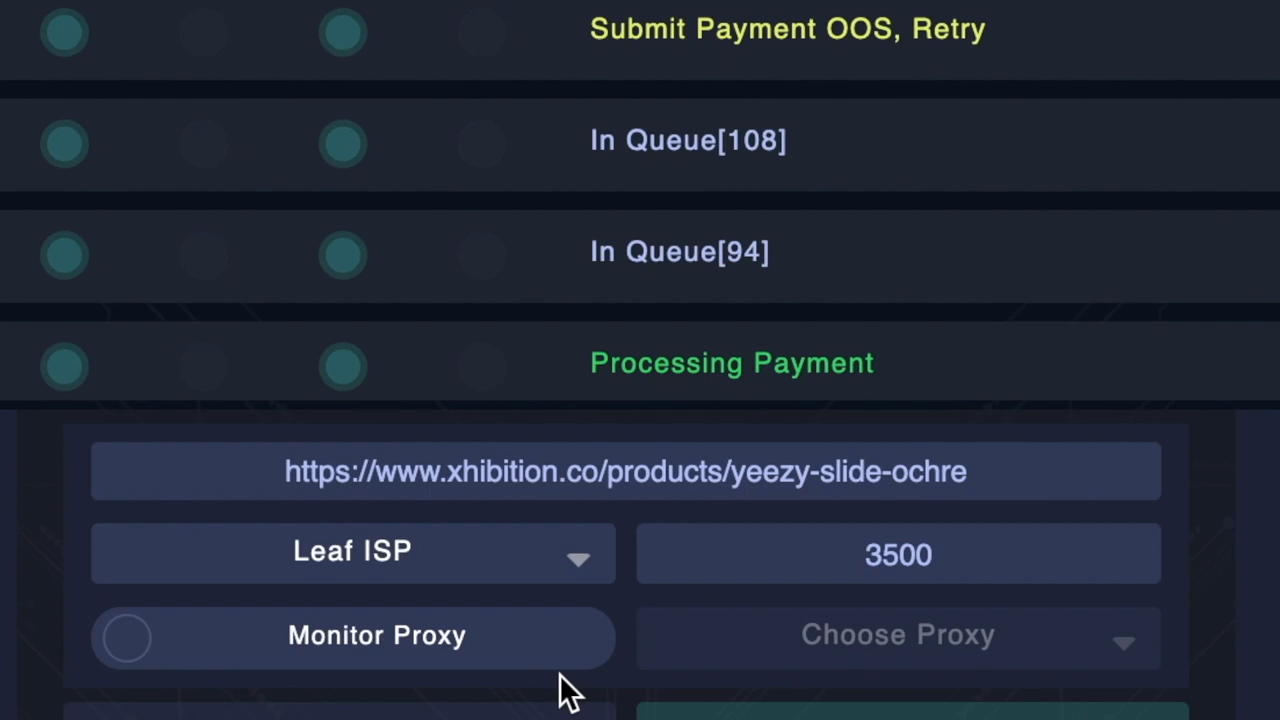 Submit Payment OOS, Retry
In Queue[108]
In Queue[94]
Processing Payment
https://www.xhibition.co/products/yeezy-slide-ochre
Leaf ISP
3500
Monitor Proxy
Choose Proxy